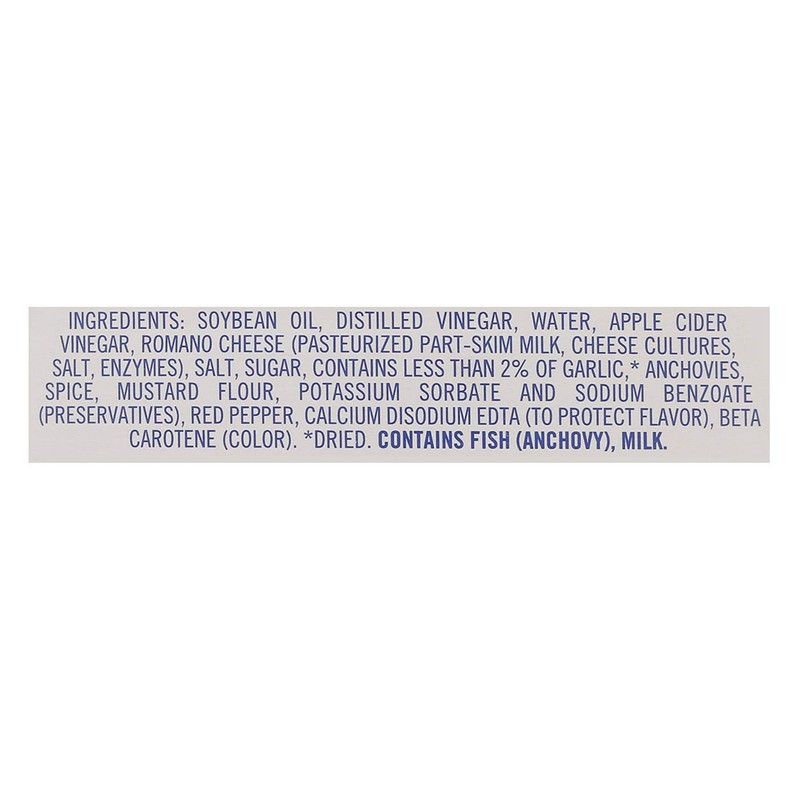 INGREDIENTS: SOYBEAN OIL, DISTILLED VINEGAR, WATER, APPLE CIDER
VINEGAR, ROMANO CHEESE (PASTEURIZED PART-SKIM MILK, CHEESE CULTURES,
SALT, ENZYMES), SALT, SUGAR, CONTAINS LESS THAN 2% OF GARLIC,* ANCHOVIES,
SPICE, MUSTARD FLOUR, POTASSIUM SORBATE AND SODIUM BENZOATE
(PRESERVATIVES), RED PEPPER, CALCIUM DISODIUM EDTA (TO PROTECT FLAVOR), BETA
CAROTENE (COLOR). *DRIED. CONTAINS FISH (ANCHOVY), MILK.